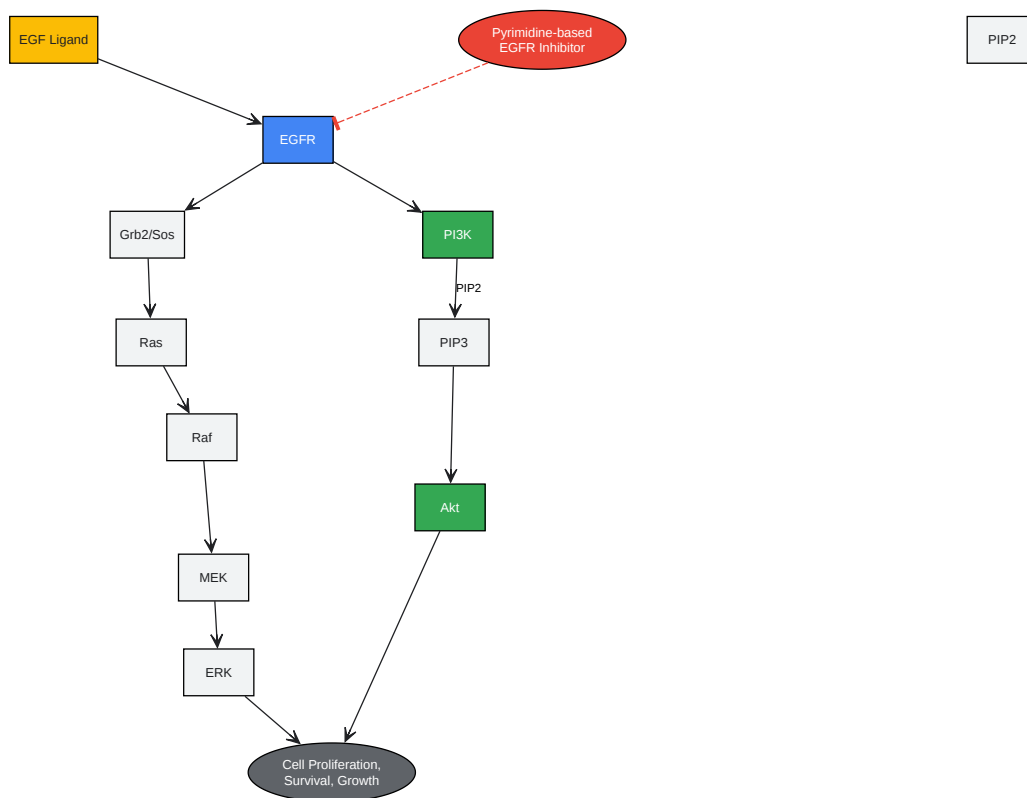 EGF Ligand
Pyrimidine-based
EGFR Inhibitor
PIP2
EGFR
Grb2/Sos
PI3K
PIP2
Ras
PIP3
Raf
Akt
MEK
ERK
Cell Proliferation,
Survival, Growth